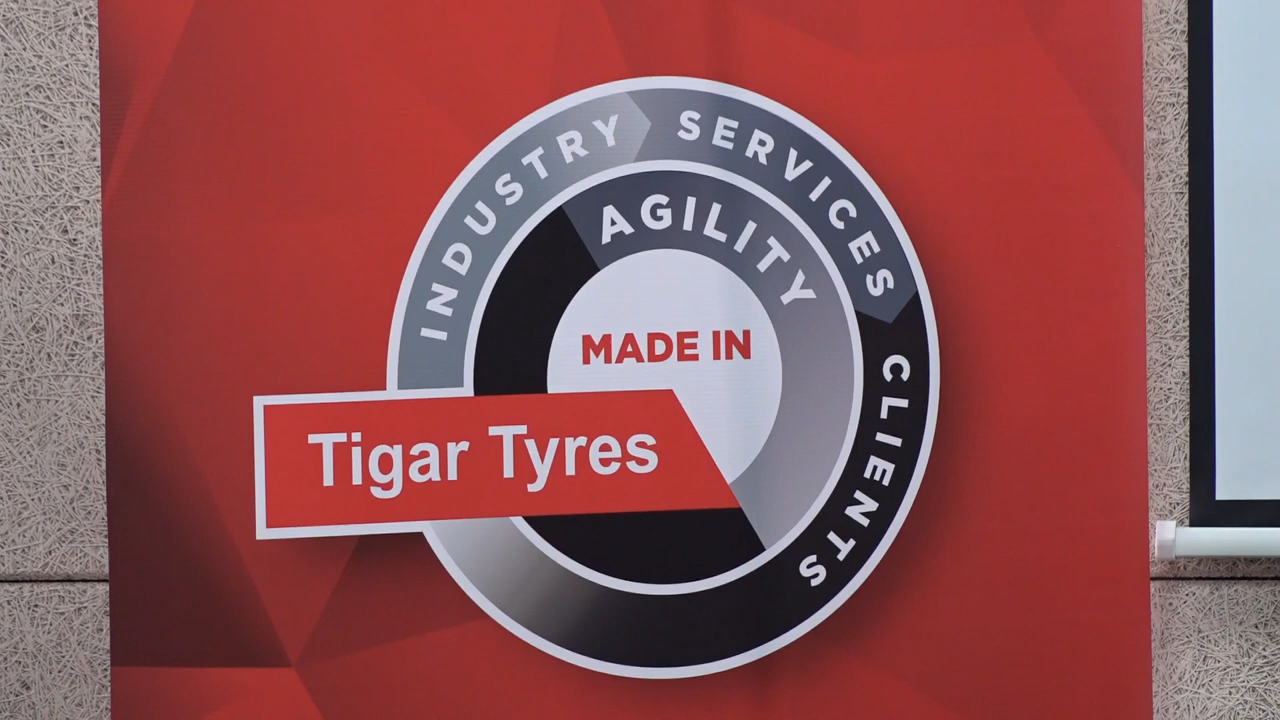 INDUSTRY
SERVICES
CLIENTS
AGILITY
MADE IN
Tigar Tyres